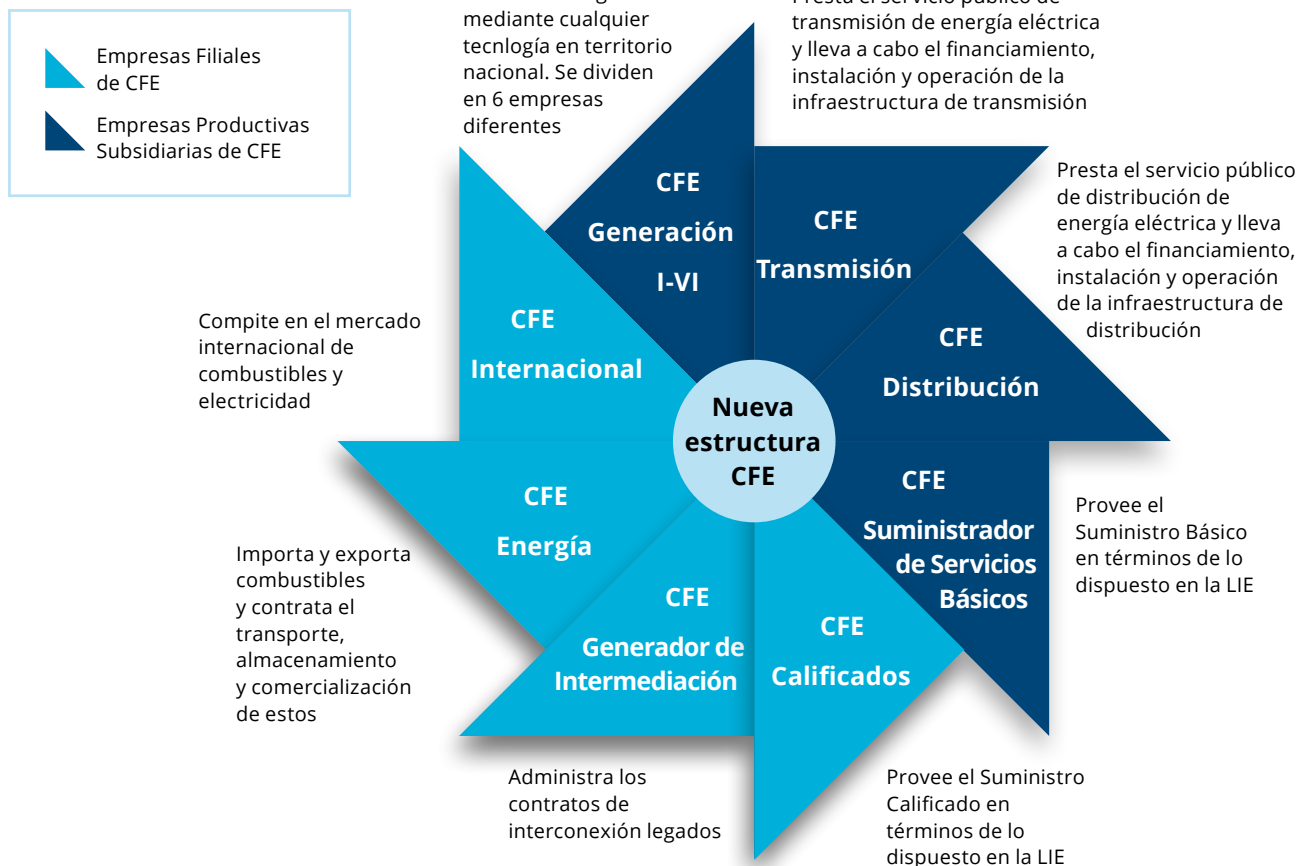 Empresas Filiales
de CFE
Empresas Productivas
Subsidiarias de CFE
mediante cualquier
tecnlogía en territorio
nacional. Se dividen
en 6 empresas
diferentes
Presta el servicio público de
transmisión de energía eléctrica
y lleva a cabo el financiamiento,
instalación y operación de la
infraestructura de transmisión
Presta el servicio público
de distribución de
energía eléctrica y lleva
a cabo el financiamiento,
instalación y operación
de la infraestructura de
distribución
CFE
Generación
I-VI
CFE
Transmisión
CFE
Distribución
CFE
Internacional
Compite en el mercado
internacional de
combustibles y
electricidad
Nueva
estructura
CFE
CFE
Energía
CFE
Suministrador
de Servicios
Básicos
Provee el
Suministro Básico
en términos de lo
dispuesto en la LIE
Importa y exporta
combustibles
y contrata el
transporte,
almacenamiento
y comercialización
de estos
CFE
Generador de
Intermediación
CFE
Calificados
Administra los
contratos de
interconexión legados
Provee el Suministro
Calificado en
términos de lo
dispuesto en la LIE